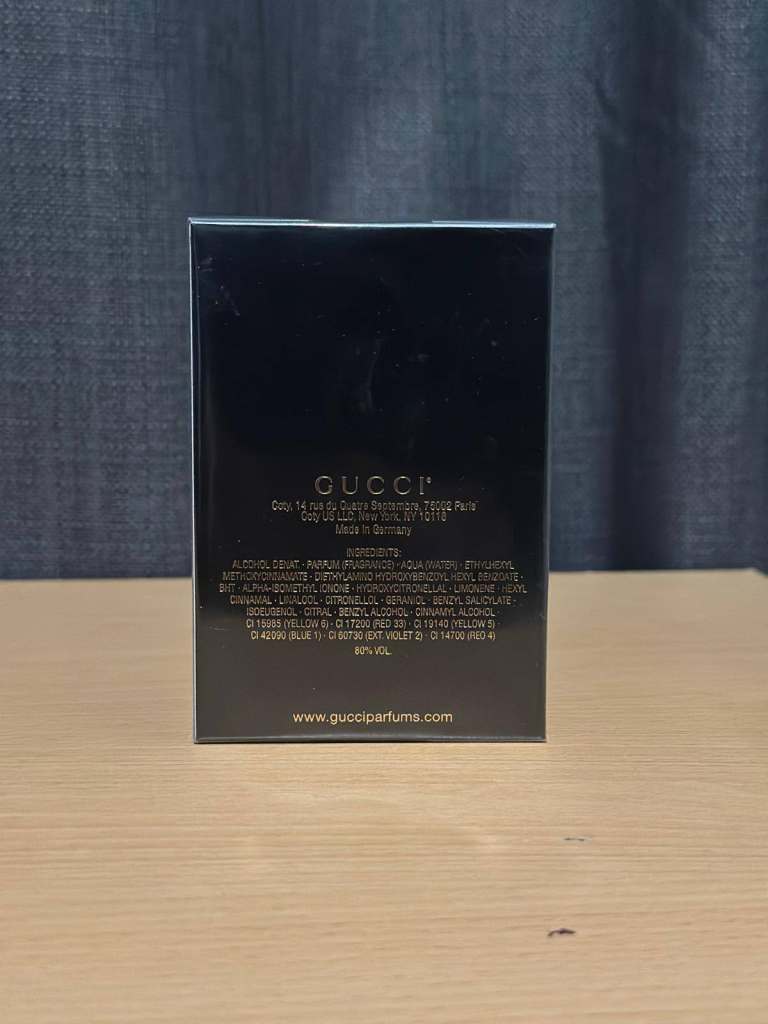 GUCCI®
Coty, 14 rue du Quatre Septembre, 75002 Paris
Coty US LLC, New York, NY 10118
Made in Germany
INGREDIENTS:
ALCOHOL DENAT. · PARFUM (FRAGRANCE) · AQUA (WATER) · ETHYLHEXYL
METHOXYCINNAMATE · DIETHYLAMINO HYDROXYBENZOYL HEXYL BENZOATE ·
BHT · ALPHA-ISOMETHYL IONONE · HYDROXYCITRONELLAL · LIMONENE · HEXYL
CINNAMAL · LINALOOL · CITRONELLOL · GERANIOL · BENZYL SALICYLATE ·
ISOEUGENOL · CITRAL · BENZYL ALCOHOL · CINNAMYL ALCOHOL ·
CI 15985 (YELLOW 6) · CI 17200 (RED 33) · CI 19140 (YELLOW 5) ·
CI 42090 (BLUE 1) · CI 60730 (EXT. VIOLET 2) · CI 14700 (RED 4)
80% VOL.
www.gucciparfums.com